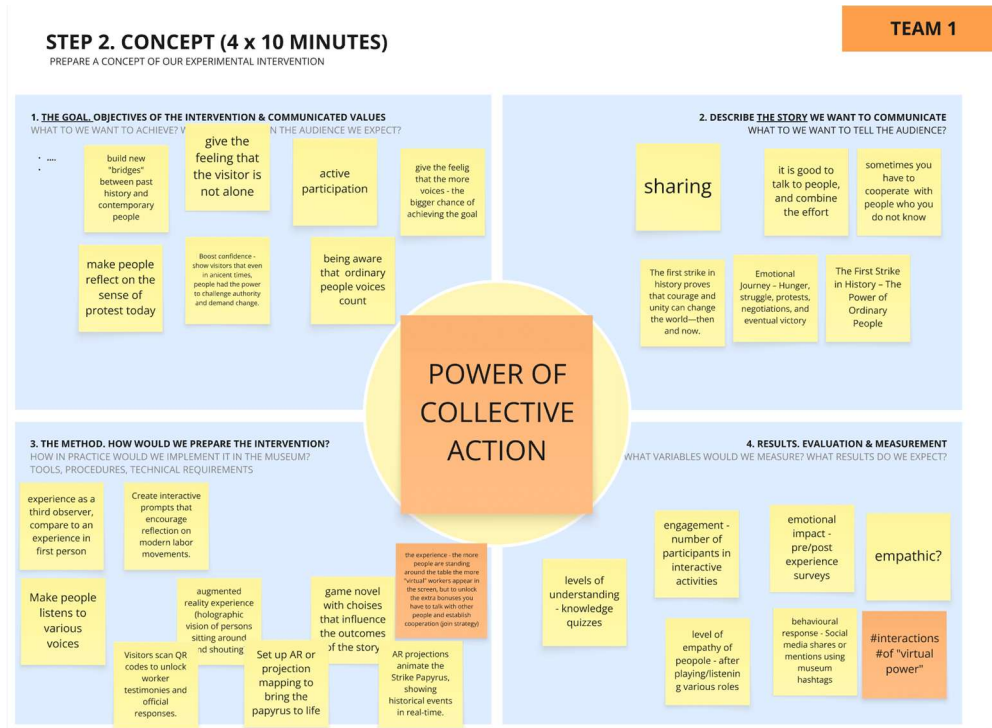 TEAM 1
STEP 2. CONCEPT (4 x 10 MINUTES)
PREPARE A CONCEPT OF OUR EXPERIMENTAL INTERVENTION
1. THE GOAL. OBJECTIVES OF THE INTERVENTION & COMMUNICATED VALUES
WHAT TO WE WANT TO ACHIEVE? W N THE AUDIENCE WE EXPECT?
· ....
·
build new
"bridges"
between past
history and
contemporary
people
give the
feeling that
the visitor is
not alone
active
participation
give the feelig
that the more
voices - the
bigger chance of
achieving the goal
make people
reflect on the
sense of
protest today
Boost confidence -
show visitors that even
in anicent times,
people had the power
to challenge authority
and demand change.
being aware
that ordinary
people voices
count
2. DESCRIBE THE STORY WE WANT TO COMMUNICATE
WHAT TO WE WANT TO TELL THE AUDIENCE?
sharing
it is good to
talk to people,
and combine
the effort
sometimes you
have to
cooperate with
people who you
do not know
The first strike in
history proves
that courage and
unity can change
the world—then
and now.
Emotional
Journey – Hunger,
struggle, protests,
negotiations, and
eventual victory
The First Strike
in History – The
Power of
Ordinary
People
POWER OF
COLLECTIVE
ACTION
3. THE METHOD. HOW WOULD WE PREPARE THE INTERVENTION?
HOW IN PRACTICE WOULD WE IMPLEMENT IT IN THE MUSEUM?
TOOLS, PROCEDURES, TECHNICAL REQUIREMENTS
experience as a
third observer,
compare to an
experience in
first person
Create interactive
prompts that
encourage
reflection on
modern labor
movements.
Make people
listens to
various
voices
augmented
reality experience
(holographic
vision of persons
sitting around
nd shouting
game novel
with choises
that influence
the outcomes
of the story
the experience - the more
people are standing
around the table the more
"virtual" workers appear in
the screen, but to unlock
the extra bonuses you
have to talk with other
people and establish
cooperation (join strategy)
Visitors scan QR
codes to unlock
worker
testimonies and
official
responses.
Set up AR or
projection
mapping to
bring the
papyrus to life
AR projections
animate the
Strike Papyrus,
showing
historical events
in real-time.
4. RESULTS. EVALUATION & MEASUREMENT
WHAT VARIABLES WOULD WE MEASURE? WHAT RESULTS DO WE EXPECT?
levels of
understanding
- knowledge
quizzes
engagement -
number of
participants in
interactive
activities
emotional
impact -
pre/post
experience
surveys
empathic?
level of
empathy of
peopole - after
playing/listenin
g various roles
behavioural
response - Social
media shares or
mentions using
museum
hashtags
#interactions
#of "virtual
power"